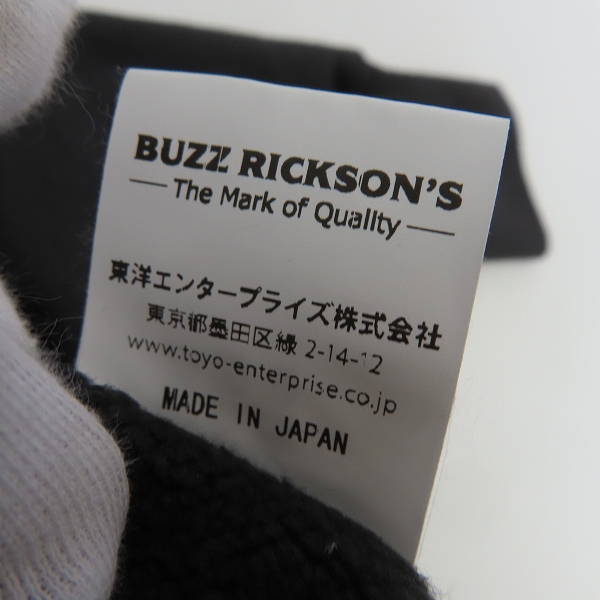 BUZZ RICKSON'S
The Mark of Quality
東洋エンタープライズ株式会社
東京都墨田区緑 2-14-12
www.toyo-enterprise.co.jp
MADE IN JAPAN